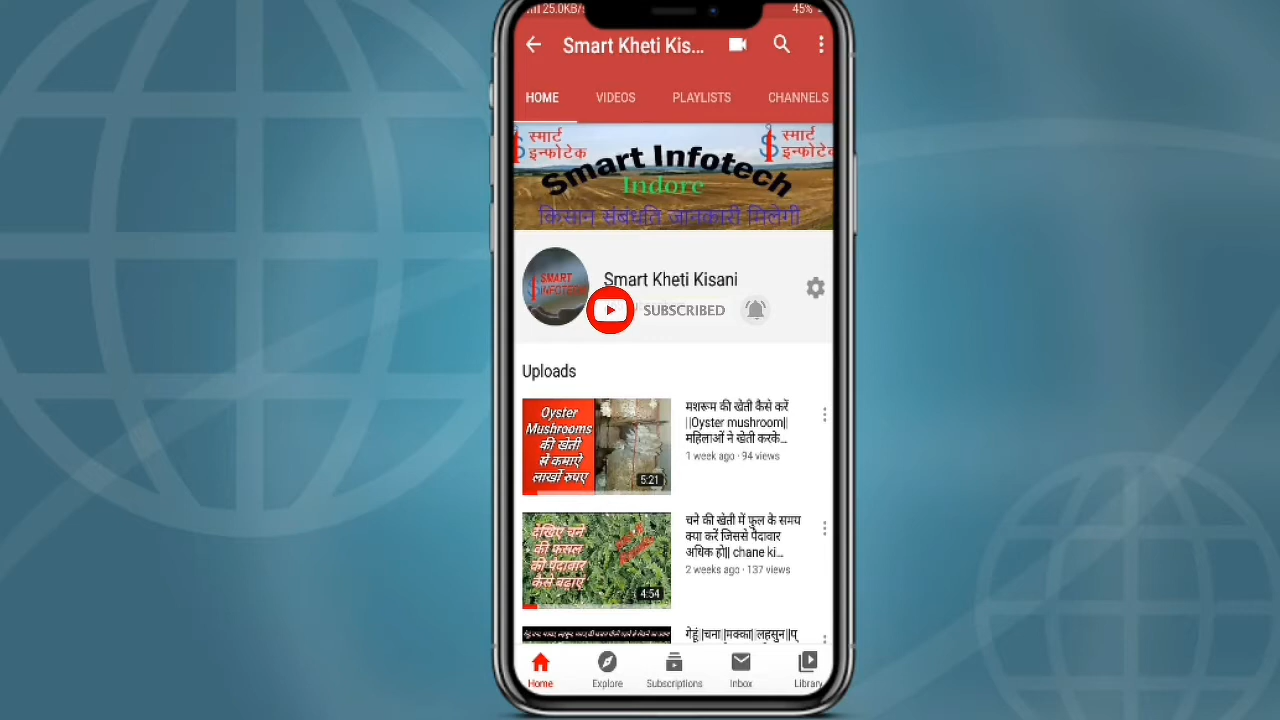 25.0KB/s
45%
Smart Kheti Kis...
HOME VIDEOS PLAYLISTS CHANNELS
स्मार्ट
इन्फोटेक
स्मार्ट
इन्फोटेक
Smart Infotech
Indore
किसान संबंधति जानकारी मिलेगी
SMART
INFOTECH
Smart Kheti Kisani
SUBSCRIBED
Uploads
Oyster
Mushrooms
की खेती
से कमाऐ
लाखों रुपए
5:21
मशरूम की खेती कैसे करें
||Oyster mushroom||
महिलाओं ने खेती करके...
1 week ago · 94 views
देखिए चने
की फसल
की पैदावार
कैसे बढ़ाएं
4:54
चने की खेती में फुल के समय
क्या करें जिससे पैदावार
अधिक हो|| chane ki...
2 weeks ago · 137 views
गेहूं||चना||मक्का||लहसुन||प्
Home Explore Subscriptions Inbox Library